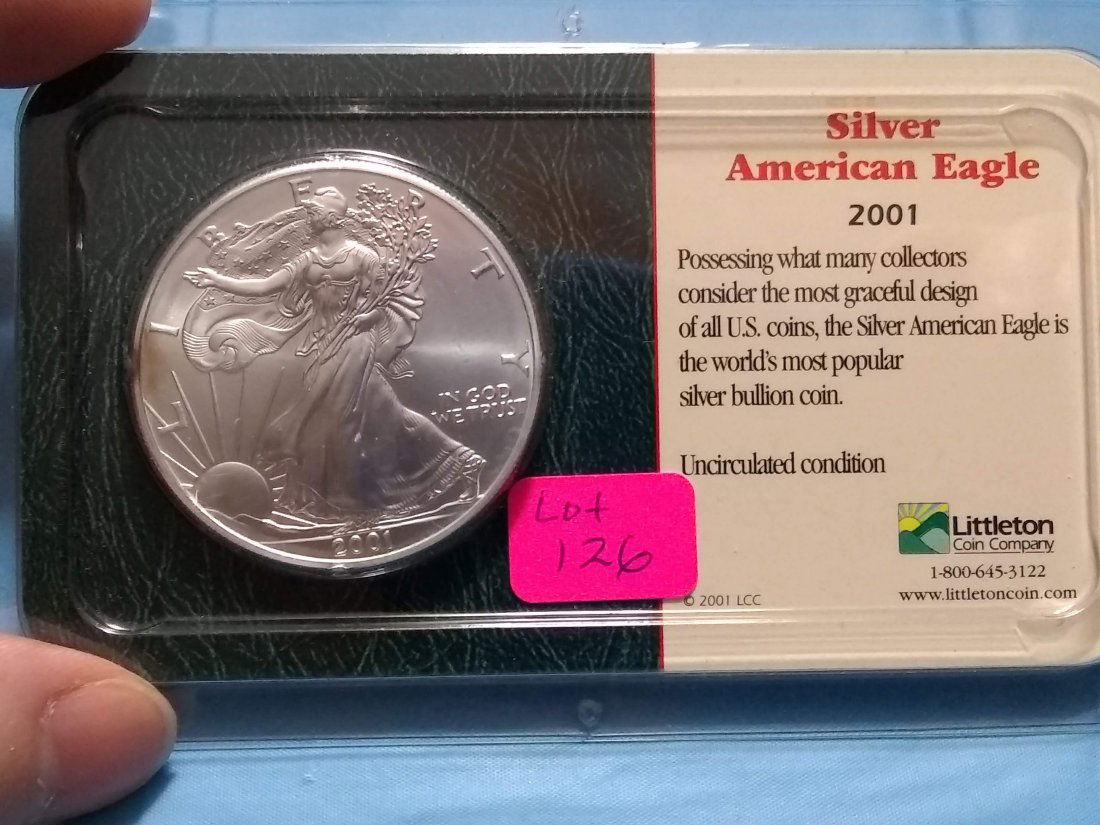 LIBERTY
IN GOD
WE TRUST
2001
Lot
126
Silver
American Eagle
2001
Possessing what many collectors
consider the most graceful design
of all U.S. coins, the Silver American Eagle is
the world's most popular
silver bullion coin.
Uncirculated condition
Littleton
Coin Company
1-800-645-3122
www.littletoncoin.com
© 2001 LCC